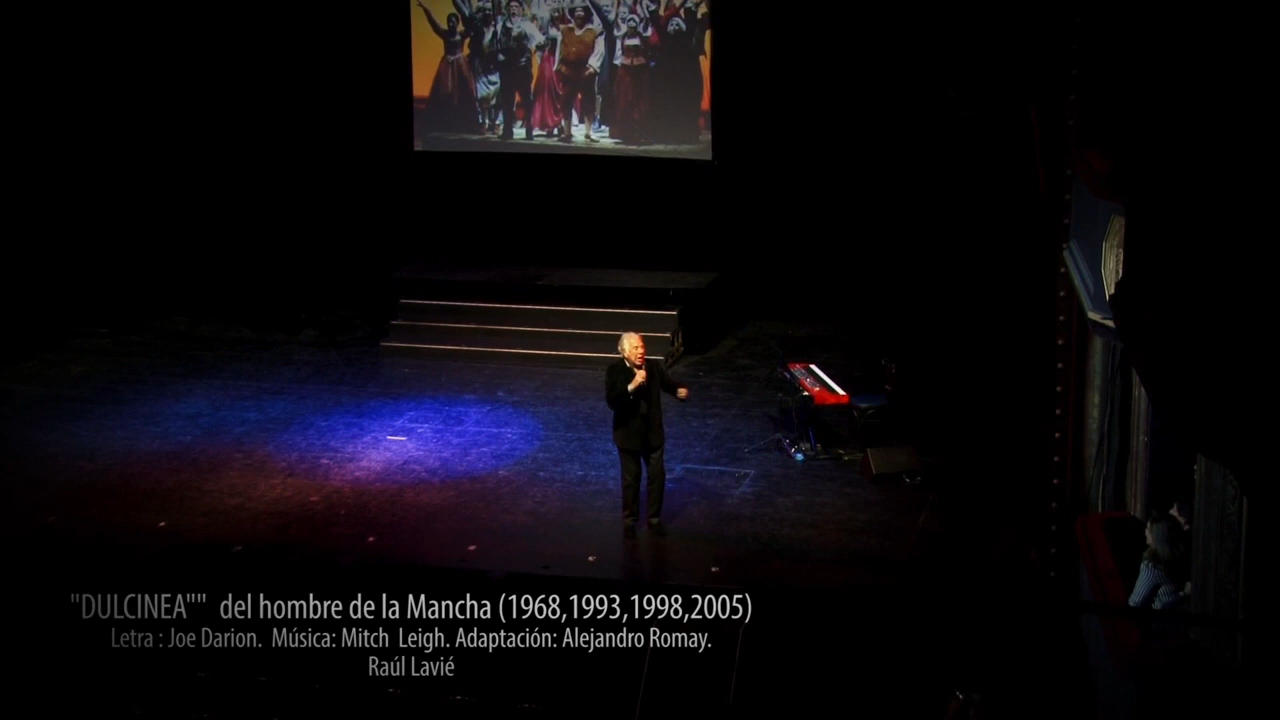 "DULCINEA"" del hombre de la Mancha (1968,1993,1998,2005)
Letra : Joe Darion. Música: Mitch Leigh. Adaptación: Alejandro Romay.
Raúl Lavié